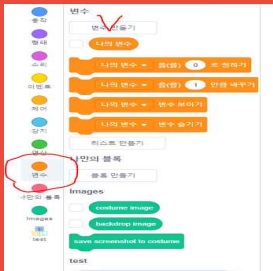 동작
형태
소리
이벤트
제어
감지
연산
변수
나만의 블록
Images
test
변수
변수 만들기
나의 변수
나의 변수 을(를) 0 로 정하기
나의 변수 을(를) 1 만큼 바꾸기
나의 변수 변수 보이기
나의 변수 변수 숨기기
리스트 만들기
나만의 블록
블록 만들기
Images
costume image
backdrop image
save screenshot to costume
test